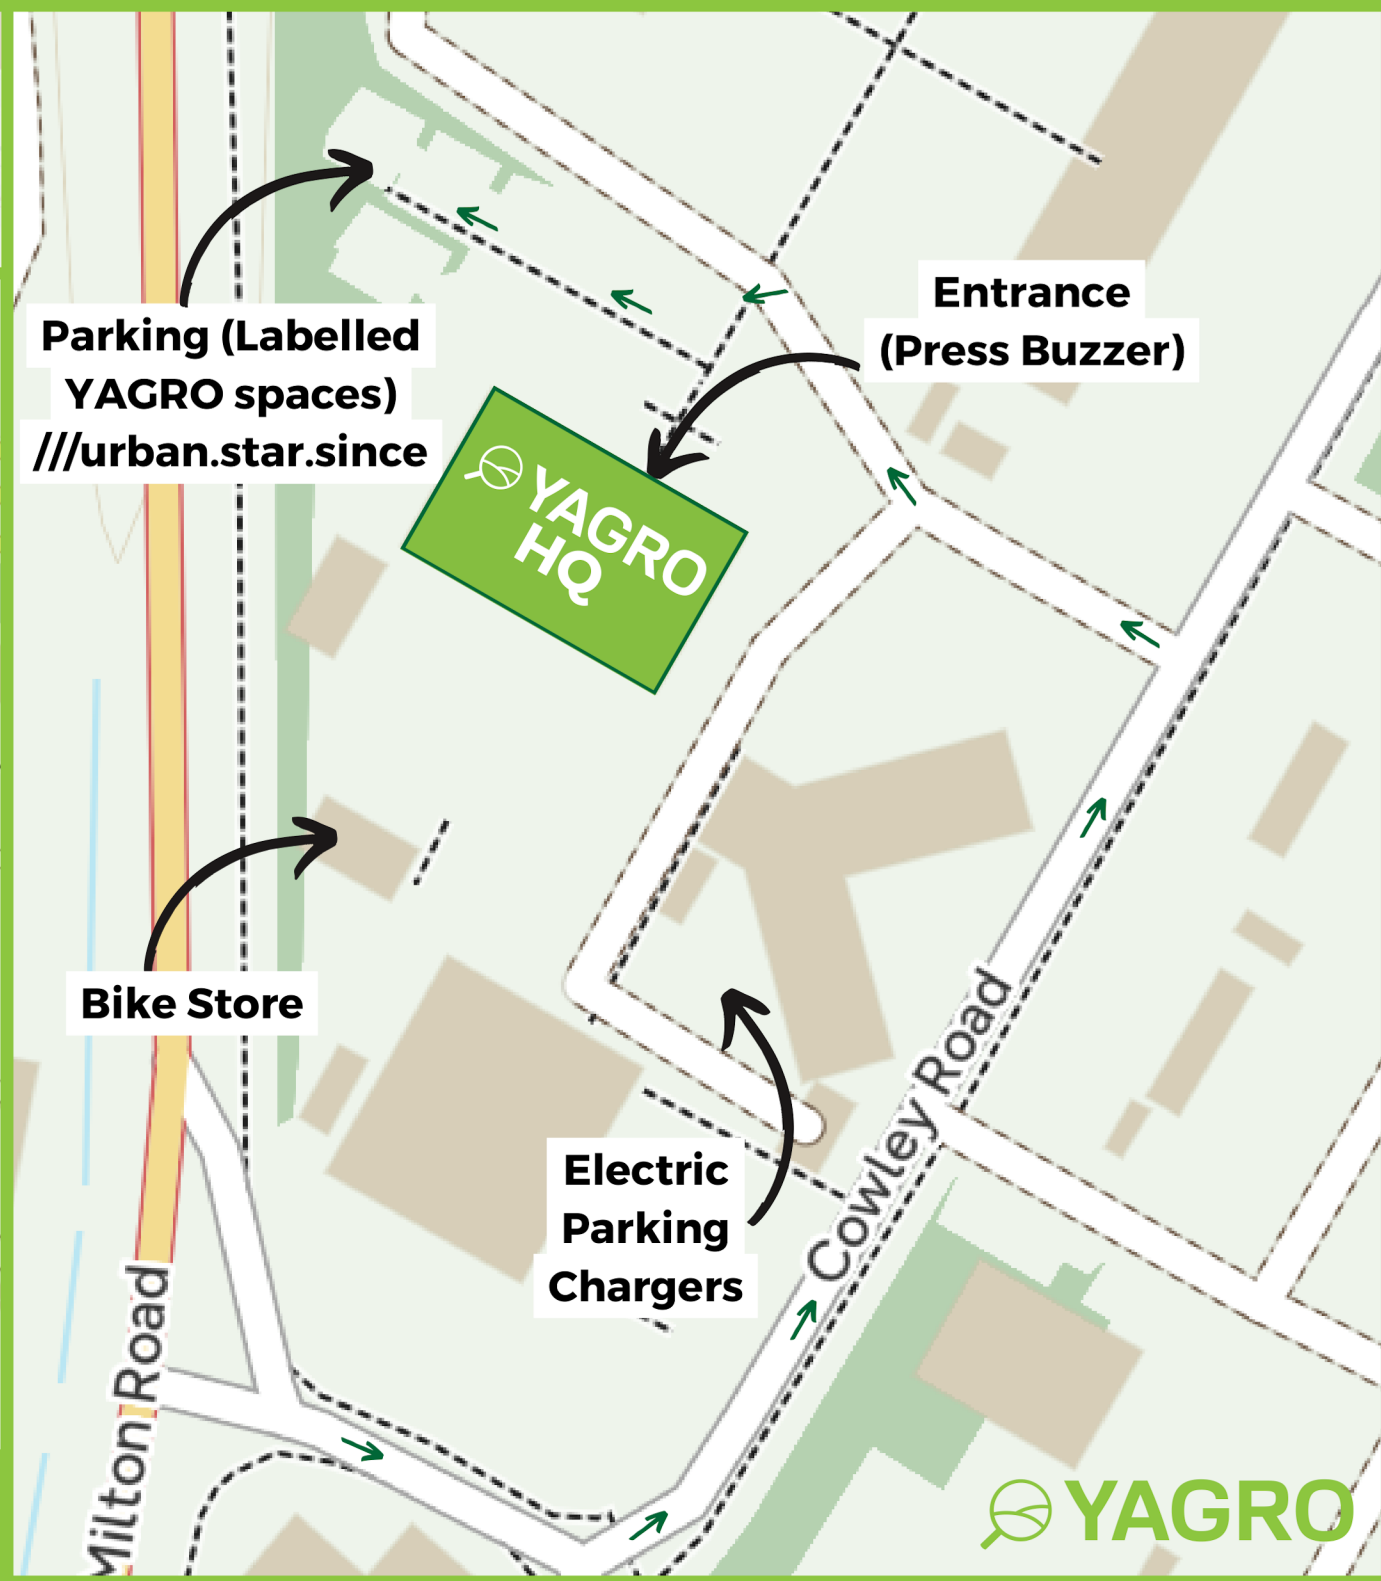 Entrance
(Press Buzzer)
Parking (Labelled
YAGRO spaces)
///urban.star.since
YAGRO
HQ
Bike Store
Electric
Parking
Chargers
Cowley Road
Milton Road
YAGRO